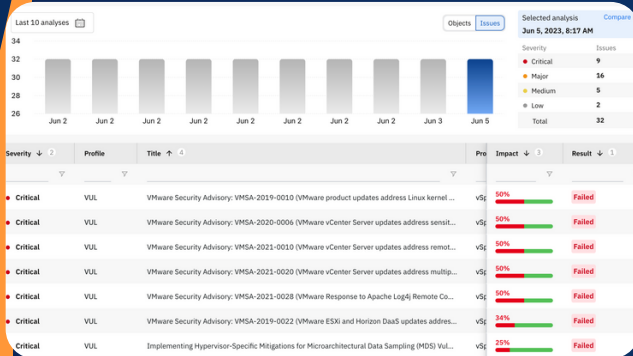 Last 10 analyses
Objects Issues
34
32
30
28
26
Jun 2 Jun 2 Jun 2 Jun 2 Jun 2 Jun 2 Jun 2 Jun 2 Jun 3 Jun 5
Selected analysis Compare
Jun 5, 2023, 8:17 AM
Severity Issues
Critical 9
Major 16
Medium 5
Low 2
Total 32
Severity 2 Profile Title 4 Pro Impact 3 Result 1
Critical VUL VMware Security Advisory: VMSA-2019-0010 (VMware product updates address Linux kernel ... vSp 50% Failed
Critical VUL VMware Security Advisory: VMSA-2020-0006 (VMware vCenter Server updates address sensit... vSp 50% Failed
Critical VUL VMware Security Advisory: VMSA-2021-0010 (VMware vCenter Server updates address remot... vSp 50% Failed
Critical VUL VMware Security Advisory: VMSA-2021-0020 (VMware vCenter Server updates address multip... vSp 50% Failed
Critical VUL VMware Security Advisory: VMSA-2021-0028 (VMware Response to Apache Log4j Remote Co... vSp 50% Failed
Critical VUL VMware Security Advisory: VMSA-2019-0022 (VMware ESXi and Horizon DaaS updates addres... vSp 34% Failed
Critical VUL Implementing Hypervisor-Specific Mitigations for Microarchitectural Data Sampling (MDS) Vul... vSp 25% Failed